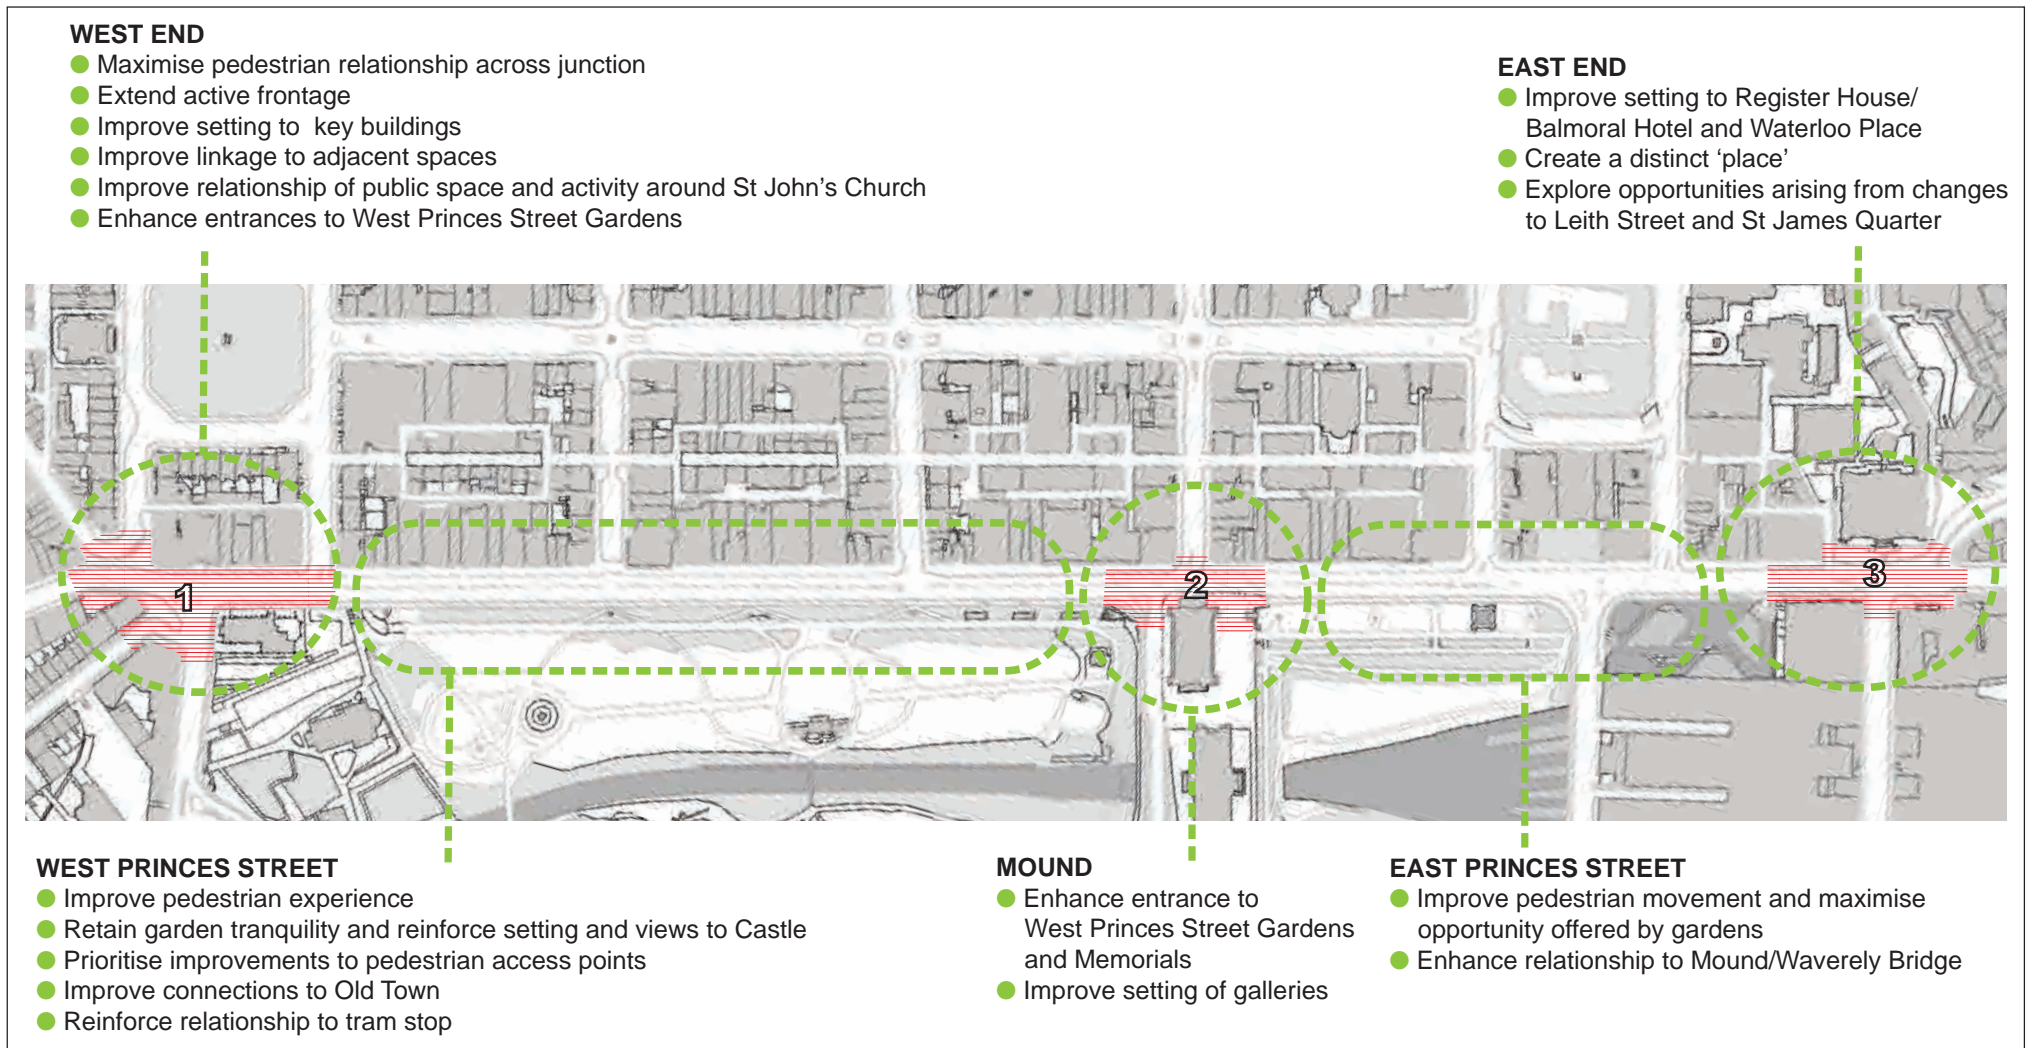 WEST END
Maximise pedestrian relationship across junction
Extend active frontage
Improve setting to key buildings
Improve linkage to adjacent spaces
Improve relationship of public space and activity around St John’s Church
Enhance entrances to West Princes Street Gardens
EAST END
Improve setting to Register House/
Balmoral Hotel and Waterloo Place
Create a distinct ‘place’
Explore opportunities arising from changes
to Leith Street and St James Quarter
1
2
3
WEST PRINCES STREET
Improve pedestrian experience
Retain garden tranquility and reinforce setting and views to Castle
Prioritise improvements to pedestrian access points
Improve connections to Old Town
Reinforce relationship to tram stop
MOUND
Enhance entrance to
West Princes Street Gardens
and Memorials
Improve setting of galleries
EAST PRINCES STREET
Improve pedestrian movement and maximise
opportunity offered by gardens
Enhance relationship to Mound/Waverely Bridge